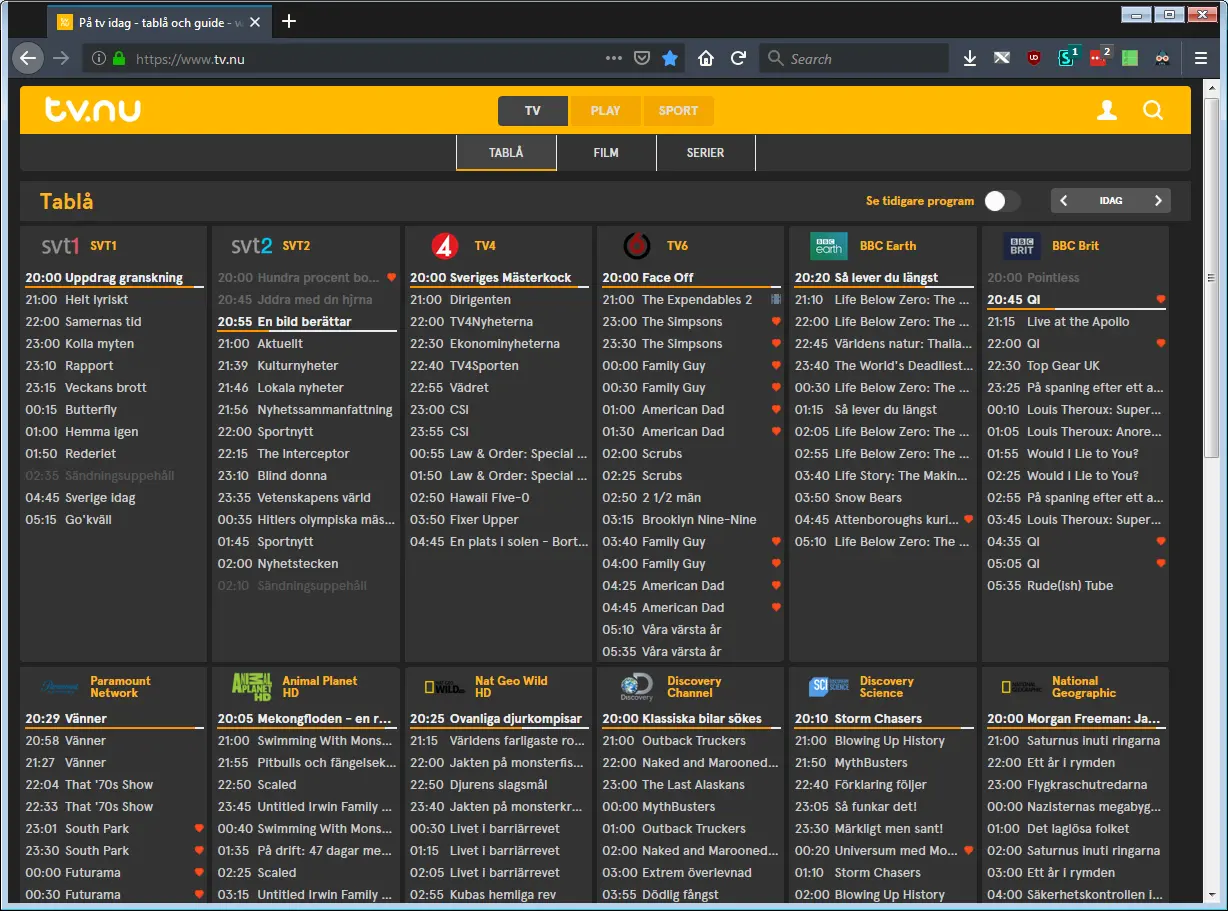 På tv idag - tablå och guide - w
https://www.tv.nu
Search
1
2
tv.nu
TV PLAY SPORT
TABLÅ FILM SERIER
Tablå
Se tidigare program
IDAG
svt1 SVT1
20:00 Uppdrag granskning
21:00 Helt lyriskt
22:00 Samernas tid
23:00 Kolla myten
23:10 Rapport
23:15 Veckans brott
00:15 Butterfly
01:00 Hemma igen
01:50 Rederiet
02:35 Sändningsuppehåll
04:45 Sverige idag
05:15 Go'kväll
svt2 SVT2
20:00 Hundra procent bo...
20:45 Jddra med dn hjrna
20:55 En bild berättar
21:00 Aktuellt
21:39 Kulturnyheter
21:46 Lokala nyheter
21:56 Nyhetssammanfattning
22:00 Sportnytt
22:15 The Interceptor
23:10 Blind donna
23:35 Vetenskapens värld
00:35 Hitlers olympiska mäs...
01:45 Sportnytt
02:00 Nyhetstecken
02:10 Sändningsuppehåll
4 TV4
20:00 Sveriges Mästerkock
21:00 Dirigenten
22:00 TV4Nyheterna
22:30 Ekonominyheterna
22:40 TV4Sporten
22:55 Vädret
23:00 CSI
23:55 CSI
00:55 Law & Order: Special ...
01:50 Law & Order: Special ...
02:50 Hawaii Five-0
03:50 Fixer Upper
04:45 En plats i solen - Bort...
6 TV6
20:00 Face Off
21:00 The Expendables 2
23:00 The Simpsons
23:30 The Simpsons
00:00 Family Guy
00:30 Family Guy
01:00 American Dad
01:30 American Dad
02:00 Scrubs
02:25 Scrubs
02:50 2 1/2 män
03:15 Brooklyn Nine-Nine
03:40 Family Guy
04:00 Family Guy
04:25 American Dad
04:45 American Dad
05:10 Våra värsta år
05:35 Våra värsta år
BBC earth BBC Earth
20:20 Så lever du längst
21:10 Life Below Zero: The ...
22:00 Life Below Zero: The ...
22:45 Världens natur: Thaila...
23:40 The World's Deadliest...
00:30 Life Below Zero: The ...
01:15 Så lever du längst
02:05 Life Below Zero: The ...
02:55 Life Below Zero: The ...
03:40 Life Story: The Makin...
03:50 Snow Bears
04:45 Attenboroughs kuri...
05:10 Life Below Zero: The ...
BBC BRIT BBC Brit
20:00 Pointless
20:45 QI
21:15 Live at the Apollo
22:00 QI
22:30 Top Gear UK
23:25 På spaning efter ett a...
00:10 Louis Theroux: Super...
01:05 Louis Theroux: Anore...
01:55 Would I Lie to You?
02:25 Would I Lie to You?
02:55 På spaning efter ett a...
03:45 Louis Theroux: Super...
04:35 QI
05:05 QI
05:35 Rude(ish) Tube
Paramount Network
20:29 Vänner
20:58 Vänner
21:27 Vänner
22:04 That '70s Show
22:33 That '70s Show
23:01 South Park
23:30 South Park
00:00 Futurama
00:30 Futurama
ANIMAL PLANET HD Animal Planet HD
20:05 Mekongfloden - en r...
21:00 Swimming With Mons...
21:55 Pitbulls och fängelsek...
22:50 Scaled
23:45 Untitled Irwin Family ...
00:40 Swimming With Mons...
01:35 På drift: 47 dagar me...
02:25 Scaled
03:15 Untitled Irwin Family ...
WILD Nat Geo Wild HD
20:25 Ovanliga djurkompisar
21:15 Världens farligaste ro...
22:00 Jakten på monsterfis...
22:50 Djurens slagsmål
23:40 Jakten på monsterkr...
00:30 Livet i barriärrevet
01:15 Livet i barriärrevet
02:05 Livet i barriärrevet
02:55 Kubas hemliga rev
Discovery Discovery Channel
20:00 Klassiska bilar sökes
21:00 Outback Truckers
22:00 Naked and Marooned...
23:00 The Last Alaskans
00:00 MythBusters
01:00 Outback Truckers
02:00 Naked and Marooned...
03:00 Extrem överlevnad
03:55 Dödlig fångst
SCI Discovery Science
20:10 Storm Chasers
21:00 Blowing Up History
21:50 MythBusters
22:40 Förklaring följer
23:05 Så funkar det!
23:30 Märkligt men sant!
00:20 Universum med Mo...
01:10 Storm Chasers
02:00 Blowing Up History
National Geographic
20:00 Morgan Freeman: Ja...
21:00 Saturnus inuti ringarna
22:00 Ett år i rymden
23:00 Flygkraschutredarna
00:00 Nazisternas megabyg...
01:00 Det laglösa folket
02:00 Saturnus inuti ringarna
03:00 Ett år i rymden
04:00 Säkerhetskontrollen i...